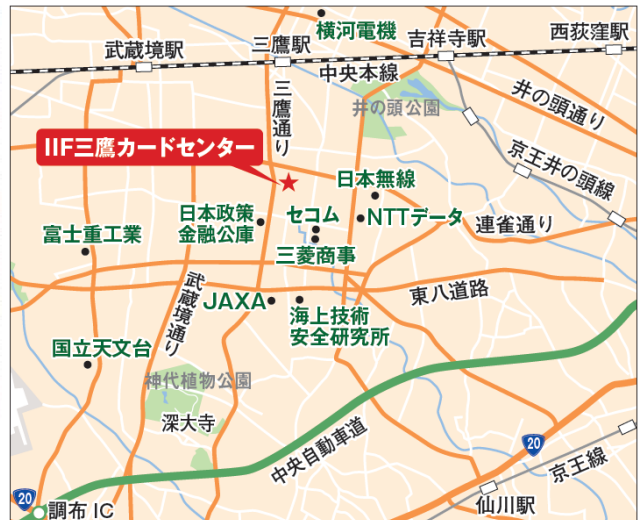 横河電機
武蔵境駅
三鷹駅
吉祥寺駅
西荻窪駅
中央本線
三鷹通り
井の頭公園
井の頭通り
IIF三鷹カードセンター
京王井の頭線
日本無線
日本政策
金融公庫
セコム
NTTデータ
連雀通り
富士重工業
三菱商事
武蔵境通り
JAXA
海上技術
安全研究所
東八道路
国立天文台
神代植物公園
深大寺
中央自動車道
20
京王線
20
調布IC
仙川駅